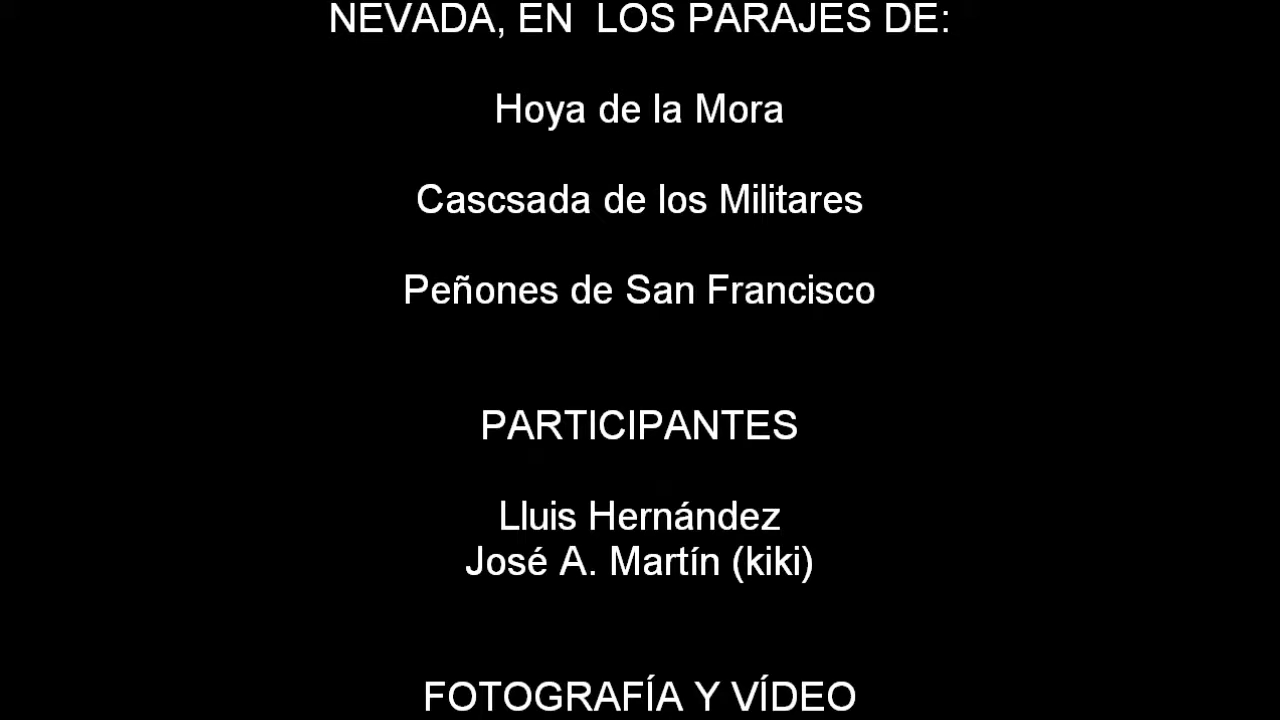 NEVADA, EN  LOS PARAJES DE:
Hoya de la Mora
Cascsada de los Militares
Peñones de San Francisco
PARTICIPANTES
Lluis Hernández
José A. Martín (kiki)
FOTOGRAFÍA Y VÍDEO